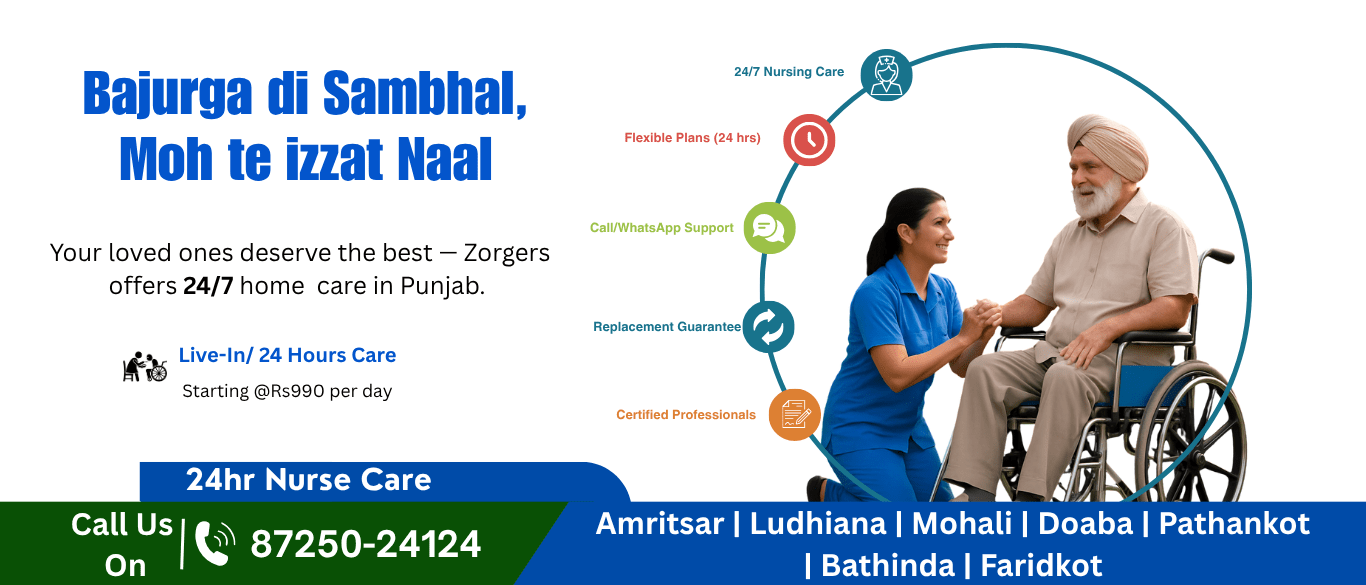 Bajurga di Sambhal,
Moh te izzat Naal
Your loved ones deserve the best — Zorgers
offers 24/7 home care in Punjab.
Live-In/ 24 Hours Care
Starting @Rs990 per day
24/7 Nursing Care
Flexible Plans (24 hrs)
Call/WhatsApp Support
Replacement Guarantee
Certified Professionals
24hr Nurse Care
Call Us
On
87250-24124
Amritsar | Ludhiana | Mohali | Doaba | Pathankot
| Bathinda | Faridkot